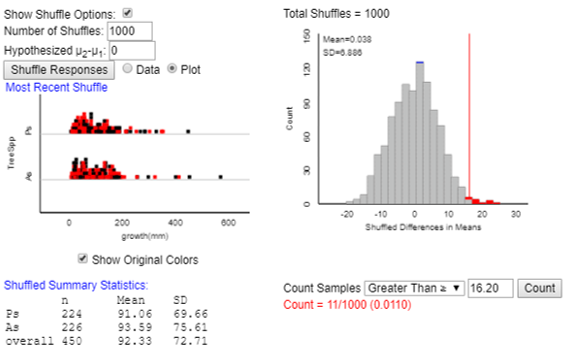 Show Shuffle Options:
Number of Shuffles: 1000
Hypothesized µ2-µ1: 0
Shuffle Responses Data Plot
Most Recent Shuffle
Ps
As
TreeSpp
0 200 400 600
growth(mm)
Show Original Colors
Shuffled Summary Statistics:
n Mean SD
Ps 224 91.06 69.66
As 226 93.59 75.61
overall 450 92.33 72.71
Total Shuffles = 1000
Mean=0.038
SD=6.886
150
120
90
60
30
0
Count
-20 -10 0 10 20 30
Shuffled Differences in Means
Count Samples Greater Than ≥ 16.20 Count
Count = 11/1000 (0.0110)